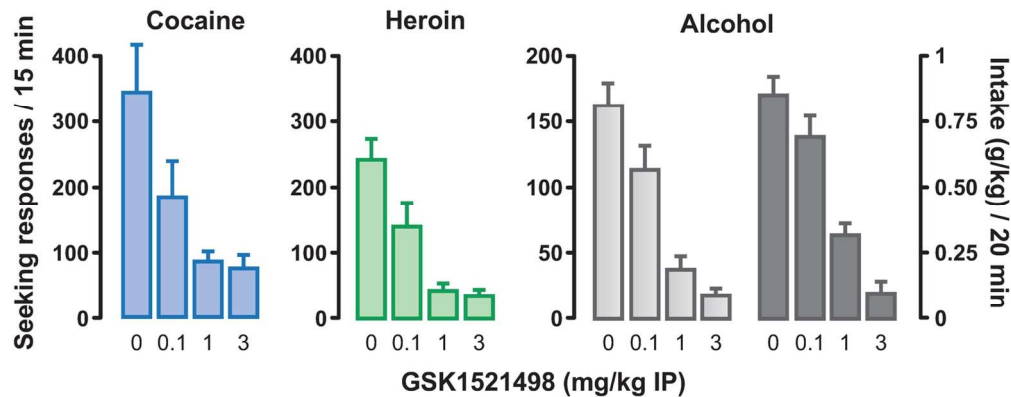 Cocaine
Heroin
Alcohol
Seeking responses / 15 min
400
300
200
100
0
0 0.1 1 3
400
300
200
100
0
0 0.1 1 3
200
150
100
50
0
0 0.1 1 3
0 0.1 1 3
1
0.75
0.50
0.25
0
Intake (g/kg) / 20 min
GSK1521498 (mg/kg IP)